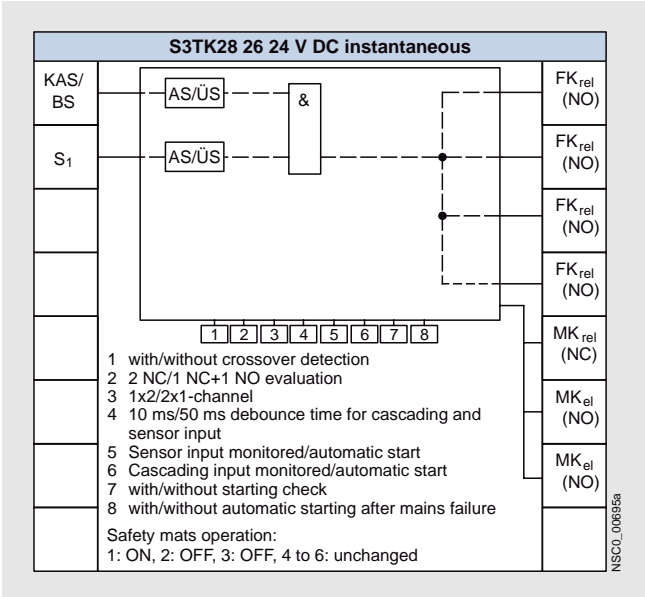 S3TK28 26 24 V DC instantaneous
KAS/
BS
AS/ÜS
&
FKrel
(NO)
S1
AS/ÜS
FKrel
(NO)
FKrel
(NO)
FKrel
(NO)
1 2 3 4 5 6 7 8
MKrel
(NC)
MKel
(NO)
MKel
(NO)
1 with/without crossover detection
2 2 NC/1 NC+1 NO evaluation
3 1x2/2x1-channel
4 10 ms/50 ms debounce time for cascading and
sensor input
5 Sensor input monitored/automatic start
6 Cascading input monitored/automatic start
7 with/without starting check
8 with/without automatic starting after mains failure
Safety mats operation:
1: ON, 2: OFF, 3: OFF, 4 to 6: unchanged
NSC0_00695a